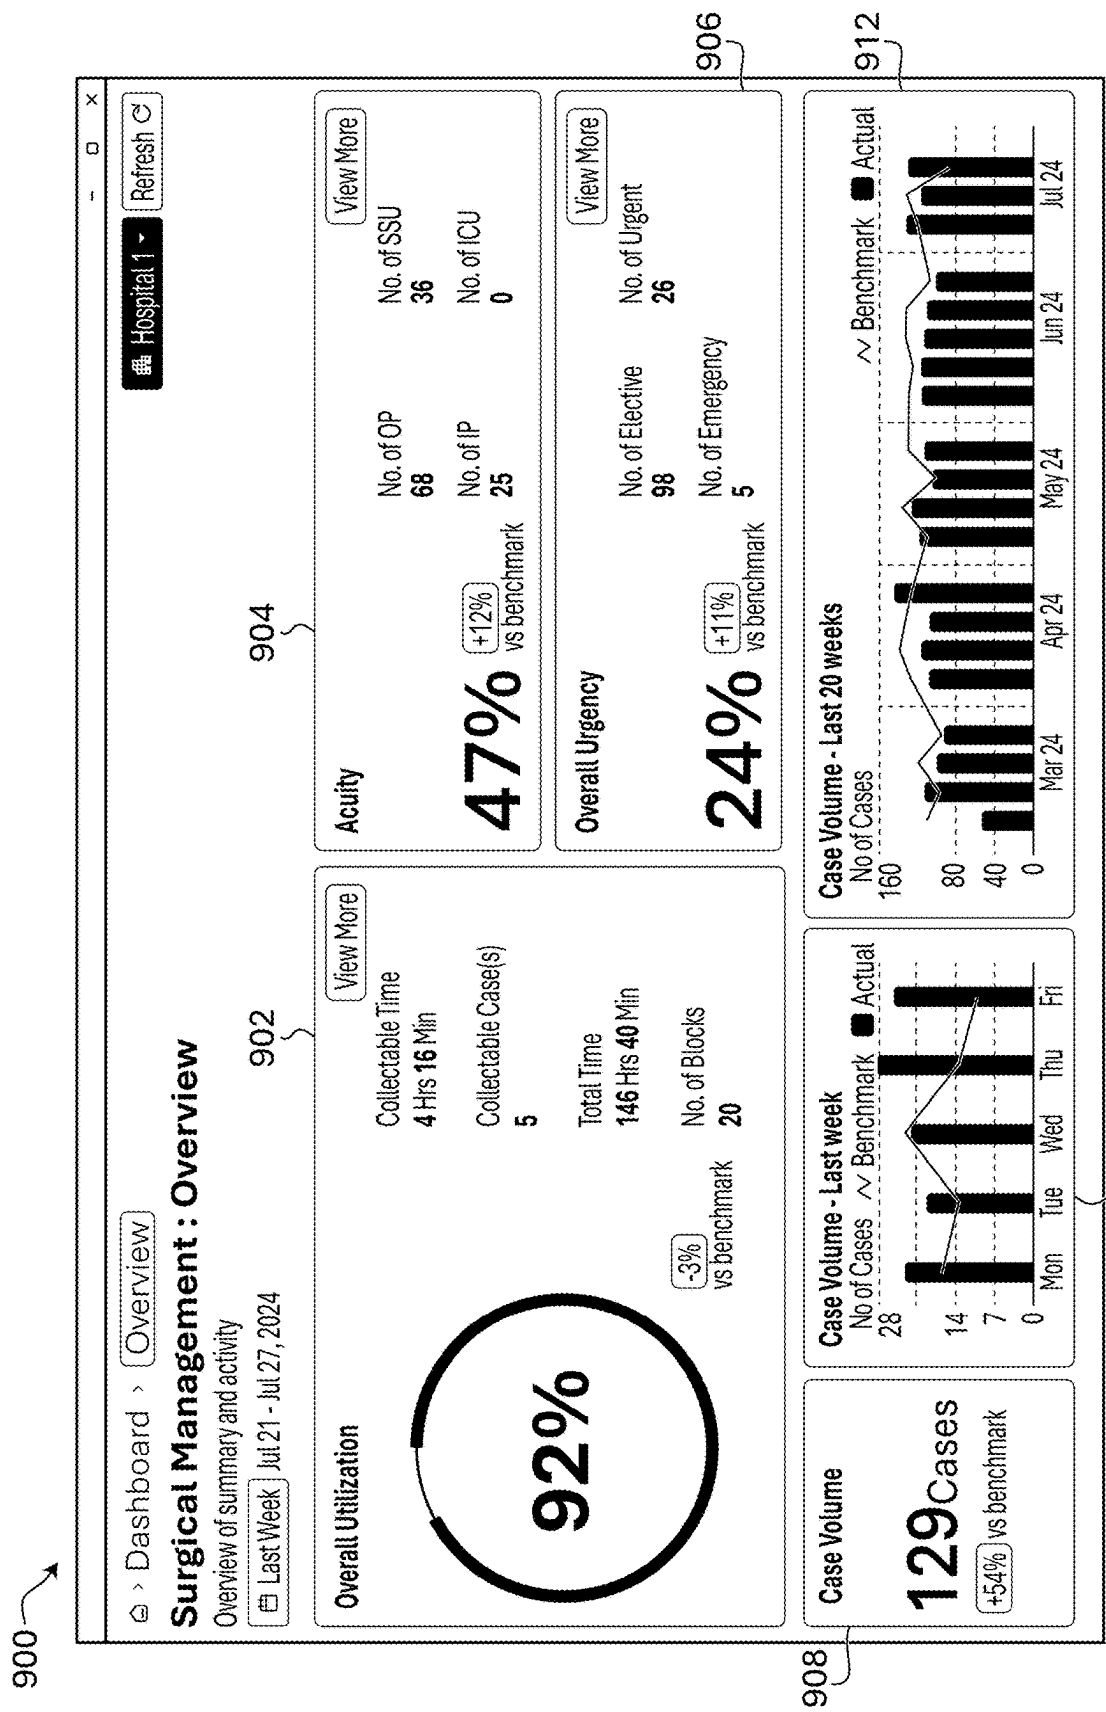 900
Dashboard > Overview
Hospital 1
Refresh
Surgical Management : Overview
Overview of summary and activity
Last Week
Jul 21 - Jul 27, 2024
902
Overall Utilization
View More
92%
-3%
vs benchmark
Collectable Time
4 Hrs 16 Min
Collectable Case(s)
5
Total Time
146 Hrs 40 Min
No. of Blocks
20
904
Acuity
View More
47%
+12%
vs benchmark
No. of OP
68
No. of SSU
36
No. of IP
25
No. of ICU
0
906
Overall Urgency
View More
24%
+11%
vs benchmark
No. of Elective
98
No. of Urgent
26
No. of Emergency
5
908
Case Volume
129 Cases
+54% vs benchmark
Case Volume - Last week
No of Cases
Benchmark
Actual
28
14
7
0
Mon Tue Wed Thu Fri
912
Case Volume - Last 20 weeks
No of Cases
Benchmark
Actual
160
80
40
0
Mar 24 Apr 24 May 24 Jun 24 Jul 24